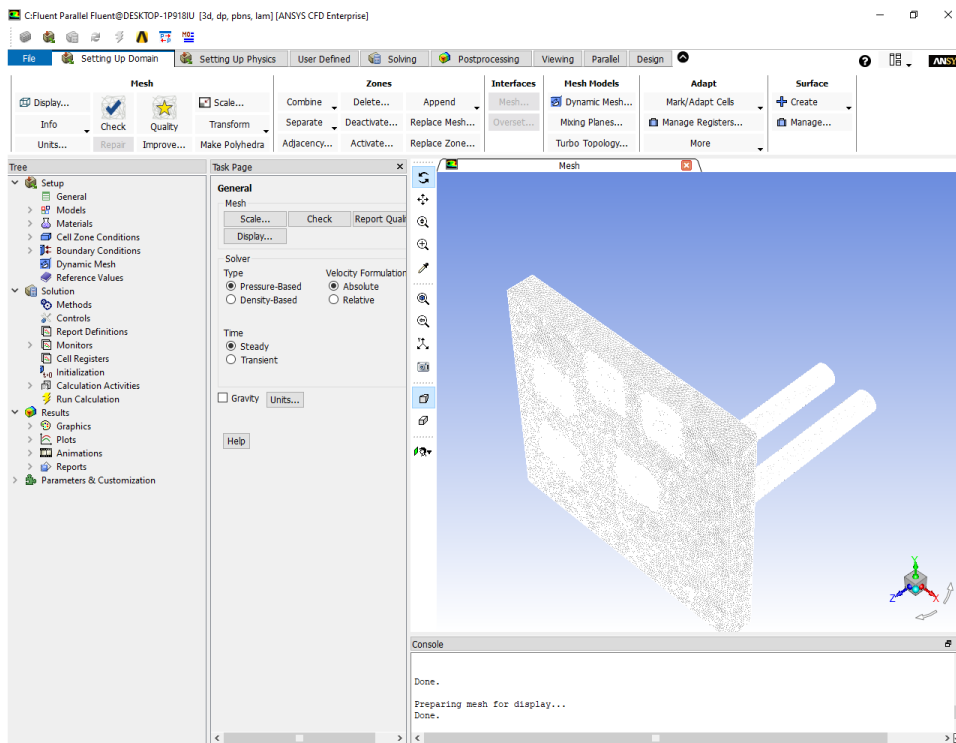 C:Fluent Parallel Fluent@DESKTOP-1P918IU [3d, dp, pbns, lam] [ANSYS CFD Enterprise]
File Setting Up Domain Setting Up Physics User Defined Solving Postprocessing Viewing Parallel Design ANSY
Mesh Zones Interfaces Mesh Models Adapt Surface
Display... Scale... Combine Delete... Append Mesh... Dynamic Mesh... Mark/Adapt Cells Create
Info Check Quality Transform Separate Deactivate... Replace Mesh... Overset... Mixing Planes... Manage Registers... Manage...
Units... Repair Improve... Make Polyhedra Adjacency... Activate... Replace Zone... Turbo Topology... More
Tree
Setup
General
Models
Materials
Cell Zone Conditions
Boundary Conditions
Dynamic Mesh
Reference Values
Solution
Methods
Controls
Report Definitions
Monitors
Cell Registers
Initialization
Calculation Activities
Run Calculation
Results
Graphics
Plots
Animations
Reports
Parameters & Customization
Task Page
General
Mesh
Scale... Check Report Quali
Display...
Solver
Type Velocity Formulation
Pressure-Based Absolute
Density-Based Relative
Time
Steady
Transient
Gravity Units...
Help
Mesh
Y
Z X
Console
Done.
Preparing mesh for display...
Done.